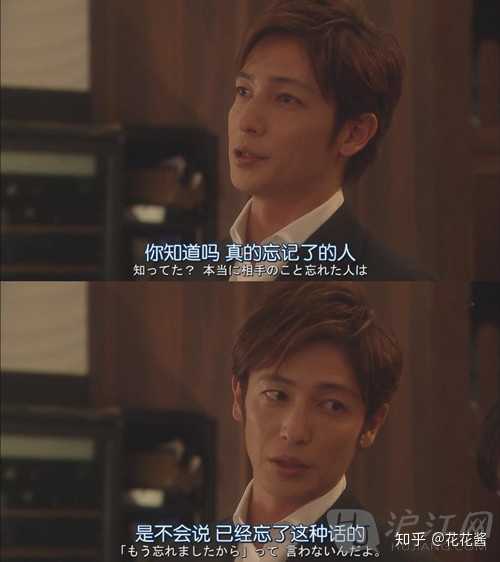 你知道吗 真的忘记了的人
知ってた？ 本当に相手のこと忘れた人は
是不会说 已经忘了这种话的
「もう忘れましたから」って 言わないんだよ。
沪江网
HUJIANG.COM
知乎 @花花酱